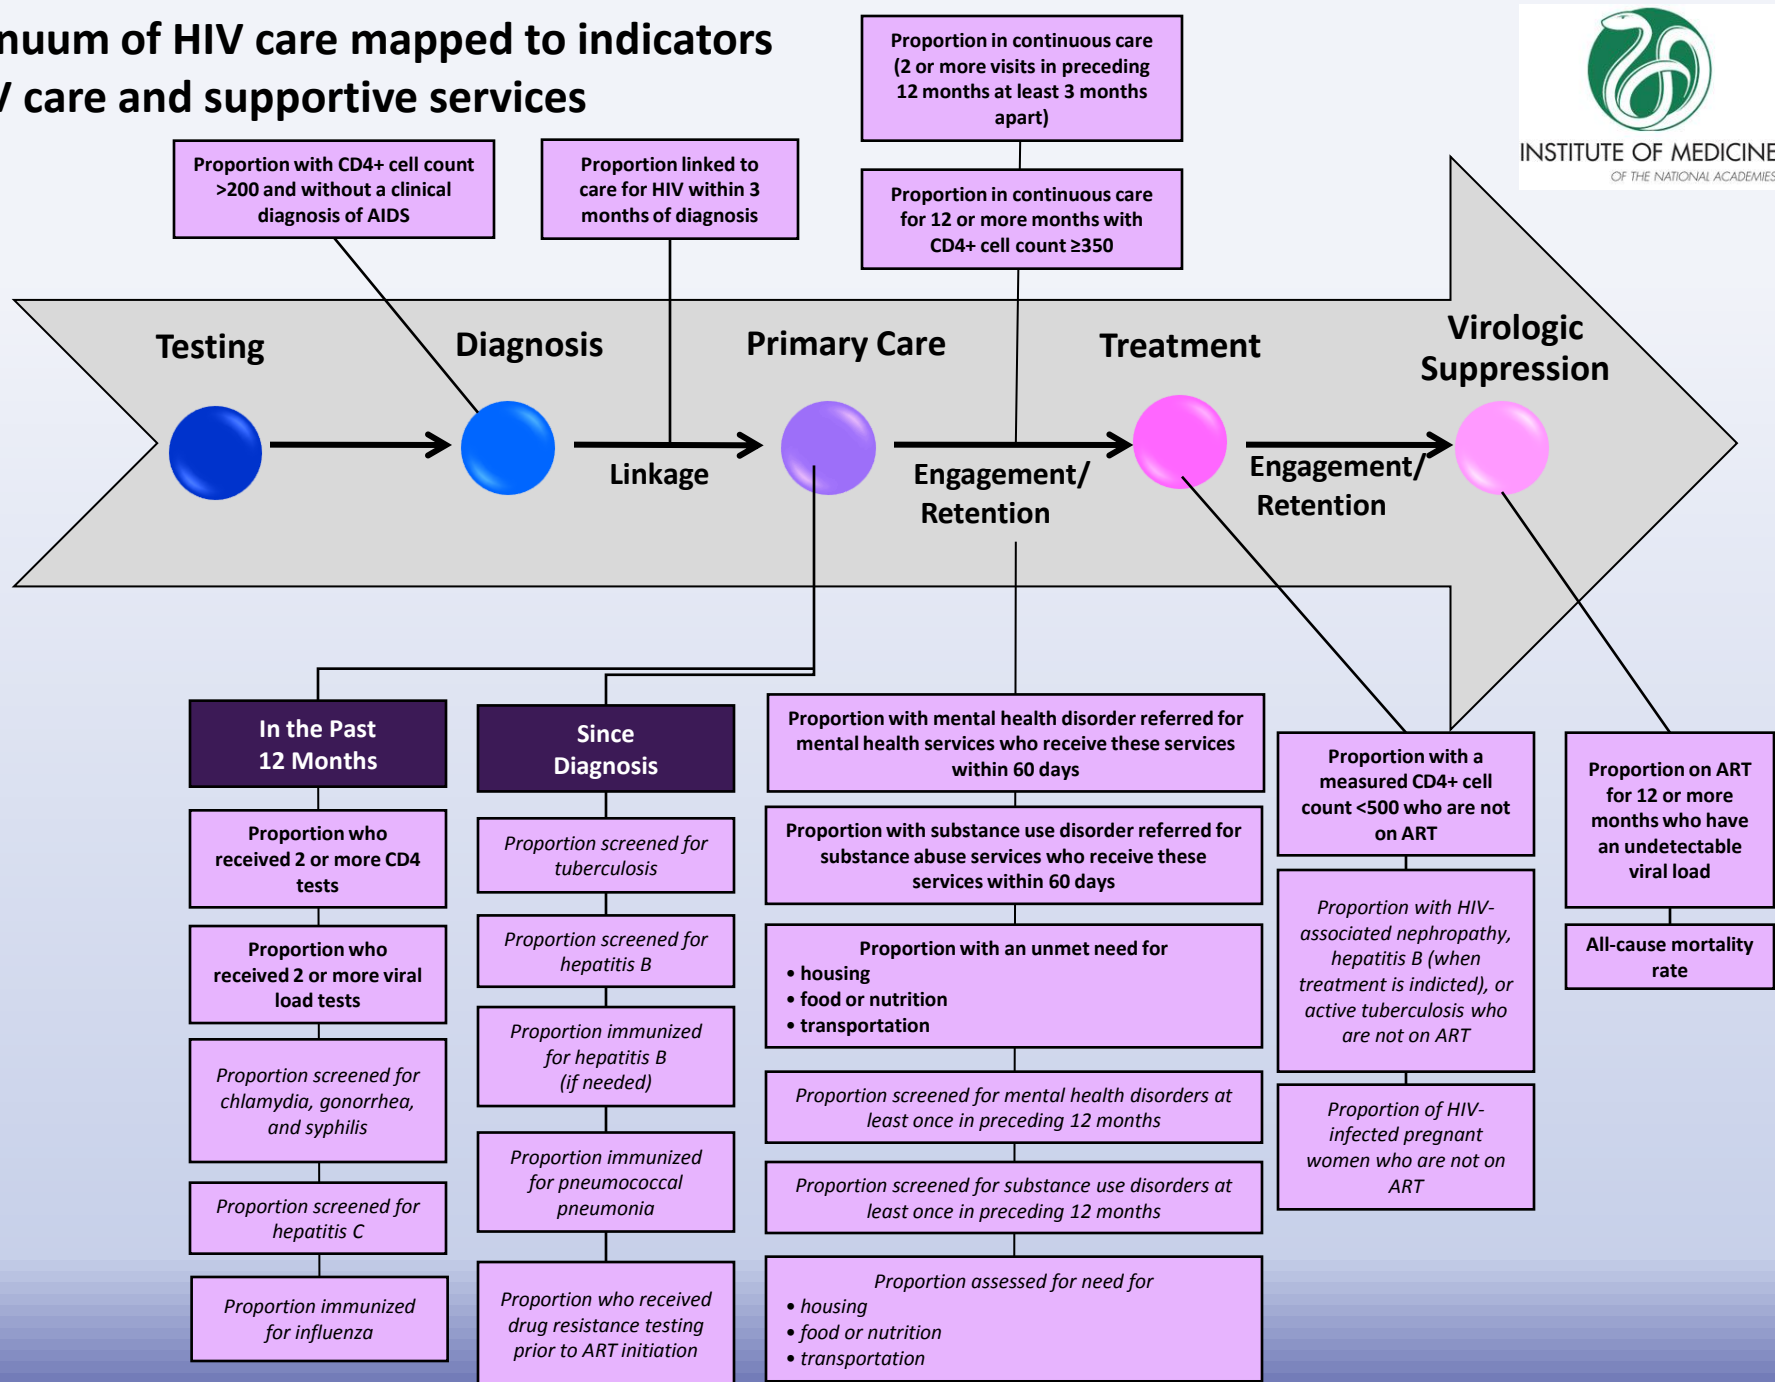 nuum of HIV care mapped to indicators
V care and supportive services
INSTITUTE OF MEDICINE
OF THE NATIONAL ACADEMIES
Proportion in continuous care
(2 or more visits in preceding
12 months at least 3 months
apart)
Proportion with CD4+ cell count
>200 and without a clinical
diagnosis of AIDS
Proportion linked to
care for HIV within 3
months of diagnosis
Proportion in continuous care
for 12 or more months with
CD4+ cell count ≥350
Testing
Diagnosis
Primary Care
Treatment
Virologic
Suppression
Linkage
Engagement/
Retention
Engagement/
Retention
In the Past
12 Months
Proportion who
received 2 or more CD4
tests
Proportion who
received 2 or more viral
load tests
Proportion screened for
chlamydia, gonorrhea,
and syphilis
Proportion screened for
hepatitis C
Proportion immunized
for influenza
Since
Diagnosis
Proportion screened for
tuberculosis
Proportion screened for
hepatitis B
Proportion immunized
for hepatitis B
(if needed)
Proportion immunized
for pneumococcal
pneumonia
Proportion who received
drug resistance testing
prior to ART initiation
Proportion with mental health disorder referred for
mental health services who receive these services
within 60 days
Proportion with substance use disorder referred for
substance abuse services who receive these
services within 60 days
Proportion with an unmet need for
• housing
• food or nutrition
• transportation
Proportion screened for mental health disorders at
least once in preceding 12 months
Proportion screened for substance use disorders at
least once in preceding 12 months
Proportion assessed for need for
• housing
• food or nutrition
• transportation
Proportion with a
measured CD4+ cell
count <500 who are not
on ART
Proportion with HIV-
associated nephropathy,
hepatitis B (when
treatment is indicted), or
active tuberculosis who
are not on ART
Proportion of HIV-
infected pregnant
women who are not on
ART
Proportion on ART
for 12 or more
months who have
an undetectable
viral load
All-cause mortality
rate